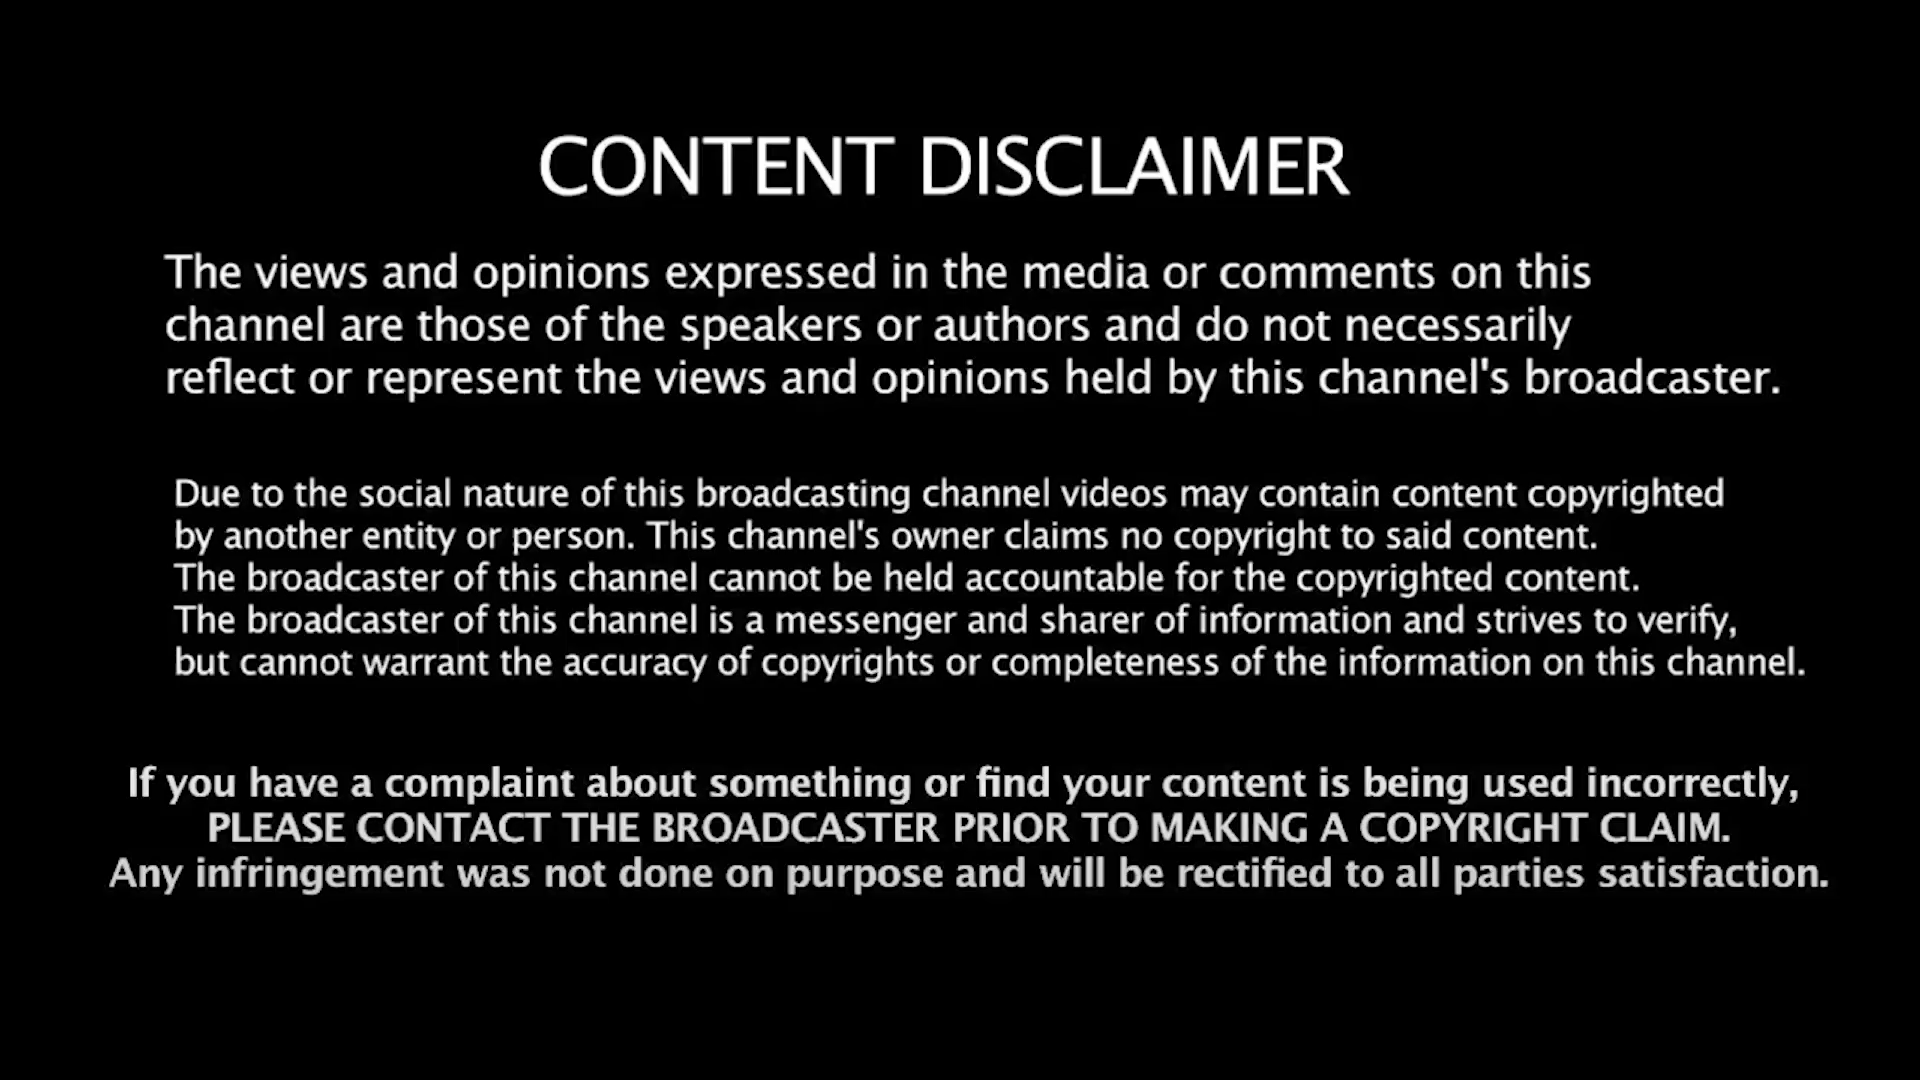 CONTENT DISCLAIMER
The views and opinions expressed in the media or comments on this
channel are those of the speakers or authors and do not necessarily
reflect or represent the views and opinions held by this channel's broadcaster.
Due to the social nature of this broadcasting channel videos may contain content copyrighted
by another entity or person. This channel's owner claims no copyright to said content.
The broadcaster of this channel cannot be held accountable for the copyrighted content.
The broadcaster of this channel is a messenger and sharer of information and strives to verify,
but cannot warrant the accuracy of copyrights or completeness of the information on this channel.
If you have a complaint about something or find your content is being used incorrectly,
PLEASE CONTACT THE BROADCASTER PRIOR TO MAKING A COPYRIGHT CLAIM.
Any infringement was not done on purpose and will be rectified to all parties satisfaction.